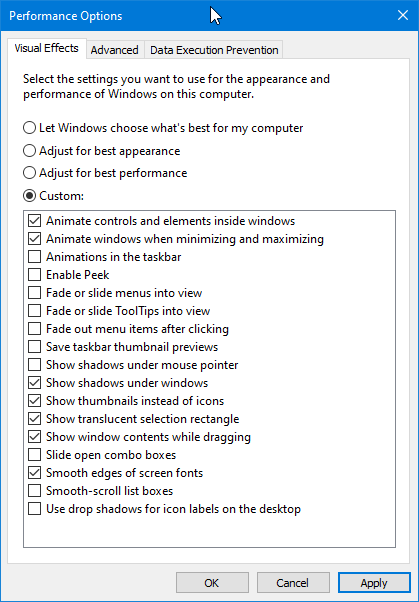 Performance Options
Visual Effects
Advanced
Data Execution Prevention
Select the settings you want to use for the appearance and
performance of Windows on this computer.
Let Windows choose what's best for my computer
Adjust for best appearance
Adjust for best performance
Custom:
Animate controls and elements inside windows
Animate windows when minimizing and maximizing
Animations in the taskbar
Enable Peek
Fade or slide menus into view
Fade or slide ToolTips into view
Fade out menu items after clicking
Save taskbar thumbnail previews
Show shadows under mouse pointer
Show shadows under windows
Show thumbnails instead of icons
Show translucent selection rectangle
Show window contents while dragging
Slide open combo boxes
Smooth edges of screen fonts
Smooth-scroll list boxes
Use drop shadows for icon labels on the desktop
OK
Cancel
Apply